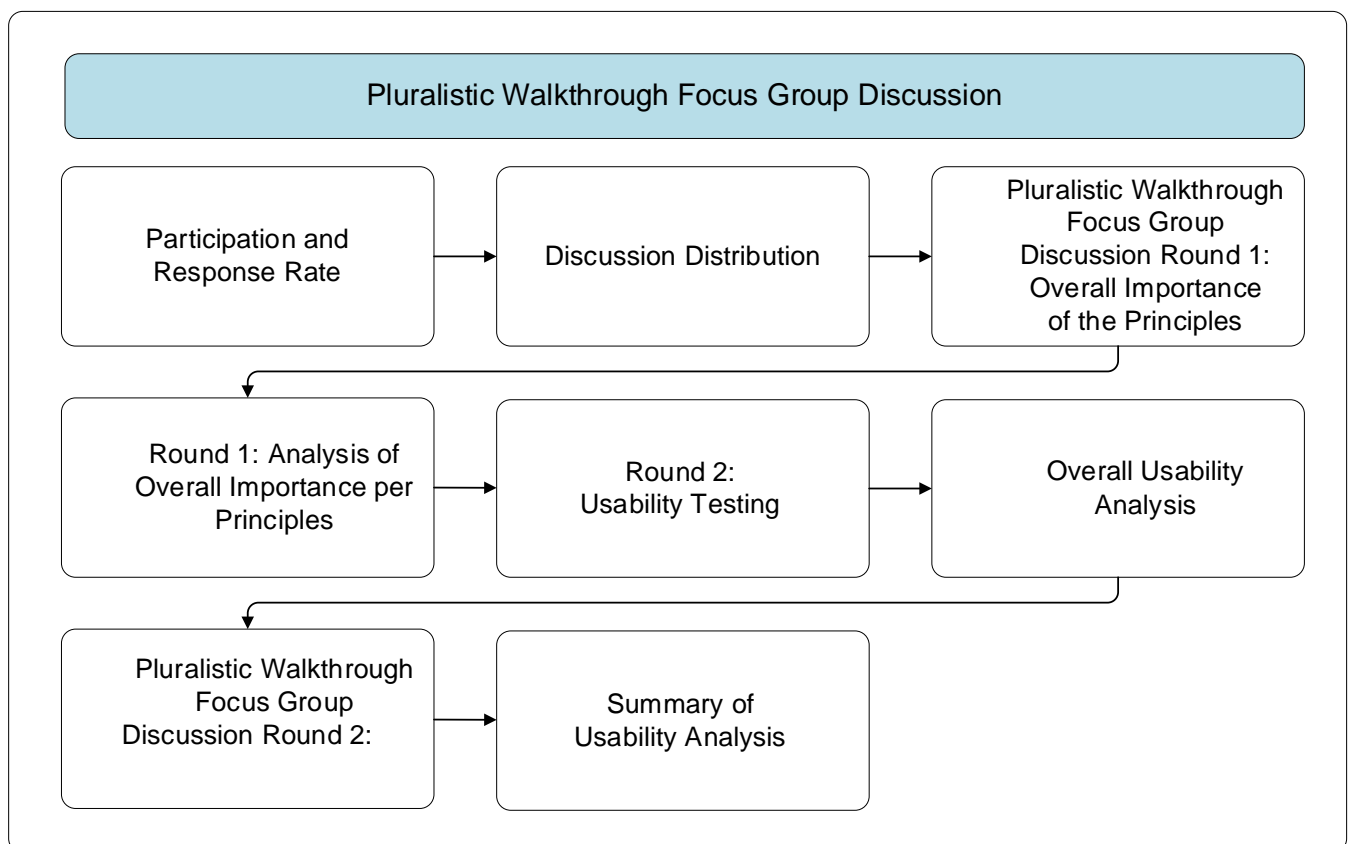 Pluralistic Walkthrough Focus Group Discussion
Participation and
Response Rate
Discussion Distribution
Pluralistic Walkthrough
Focus Group
Discussion Round 1:
Overall Importance
of the Principles
Round 1: Analysis of
Overall Importance per
Principles
Round 2:
Usability Testing
Overall Usability
Analysis
Pluralistic Walkthrough
Focus Group
Discussion Round 2:
Summary of
Usability Analysis